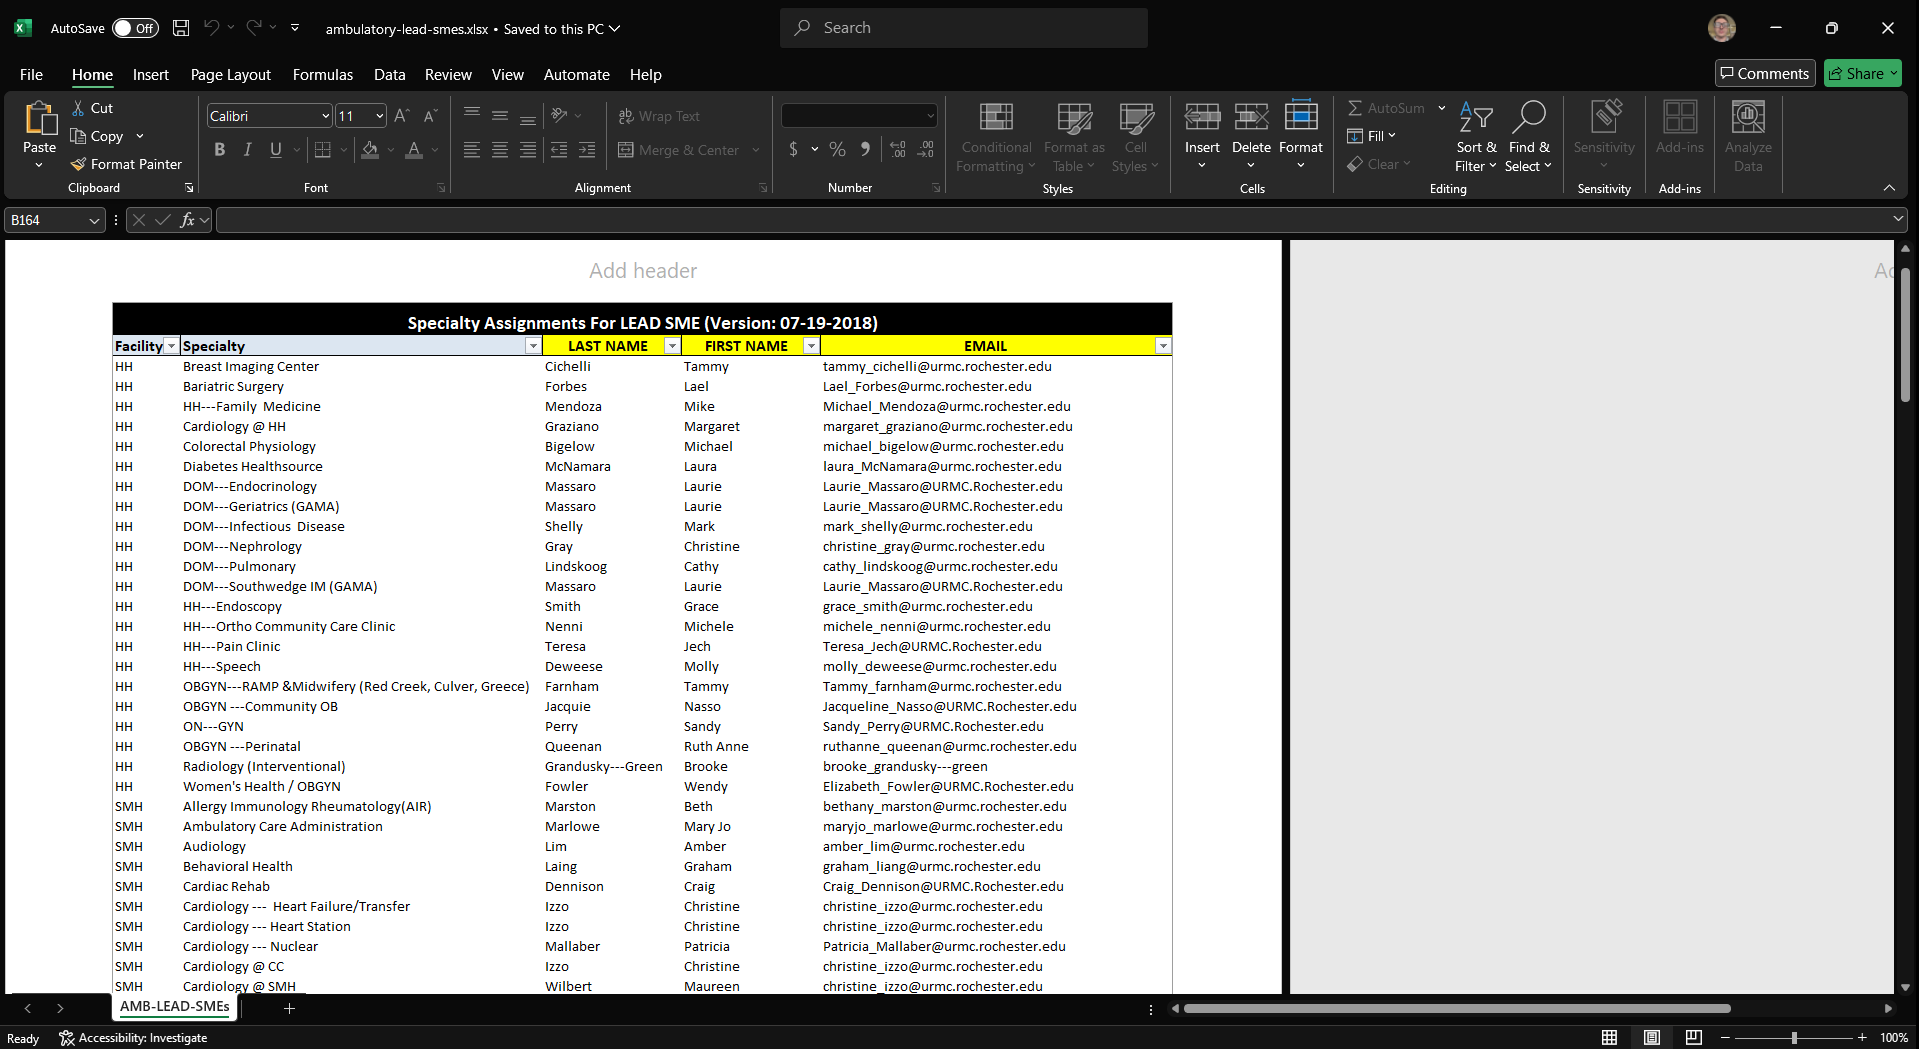 AutoSave Off ambulatory-lead-smes.xlsx • Saved to this PC Search
File Home Insert Page Layout Formulas Data Review View Automate Help Comments Share
Paste Cut Copy Format Painter Clipboard
Calibri 11 B I U A Font
Wrap Text Merge & Center Alignment
$ % Number
Conditional Formatting Format as Table Cell Styles Styles
Insert Delete Format Cells
AutoSum Fill Clear Sort & Filter Find & Select Editing
Sensitivity Sensitivity
Add-ins Add-ins
Analyze Data
B164 fx
Add header
Specialty Assignments For LEAD SME (Version: 07-19-2018)
Facility Specialty LAST NAME FIRST NAME EMAIL
HH Breast Imaging Center Cichelli Tammy tammy_cichelli@urmc.rochester.edu
HH Bariatric Surgery Forbes Lael Lael_Forbes@urmc.rochester.edu
HH HH---Family  Medicine Mendoza Mike Michael_Mendoza@urmc.rochester.edu
HH Cardiology @ HH Graziano Margaret margaret_graziano@urmc.rochester.edu
HH Colorectal Physiology Bigelow Michael michael_bigelow@urmc.rochester.edu
HH Diabetes Healthsource McNamara Laura laura_McNamara@urmc.rochester.edu
HH DOM---Endocrinology Massaro Laurie Laurie_Massaro@URMC.Rochester.edu
HH DOM---Geriatrics (GAMA) Massaro Laurie Laurie_Massaro@URMC.Rochester.edu
HH DOM---Infectious  Disease Shelly Mark mark_shelly@urmc.rochester.edu
HH DOM---Nephrology Gray Christine christine_gray@urmc.rochester.edu
HH DOM---Pulmonary Lindskoog Cathy cathy_lindskoog@urmc.rochester.edu
HH DOM---Southwedge IM (GAMA) Massaro Laurie Laurie_Massaro@URMC.Rochester.edu
HH HH---Endoscopy Smith Grace grace_smith@urmc.rochester.edu
HH HH---Ortho Community Care Clinic Nenni Michele michele_nenni@urmc.rochester.edu
HH HH---Pain Clinic Teresa Jech Teresa_Jech@URMC.Rochester.edu
HH HH---Speech Deweese Molly molly_deweese@urmc.rochester.edu
HH OBGYN---RAMP &Midwifery (Red Creek, Culver, Greece) Farnham Tammy Tammy_farnham@urmc.rochester.edu
HH OBGYN ---Community OB Jacquie Nasso Jacqueline_Nasso@URMC.Rochester.edu
HH ON---GYN Perry Sandy Sandy_Perry@URMC.Rochester.edu
HH OBGYN ---Perinatal Queenan Ruth Anne ruthanne_queenan@urmc.rochester.edu
HH Radiology (Interventional) Grandusky---Green Brooke brooke_grandusky---green
HH Women's Health / OBGYN Fowler Wendy Elizabeth_Fowler@URMC.Rochester.edu
SMH Allergy Immunology Rheumatology(AIR) Marston Beth bethany_marston@urmc.rochester.edu
SMH Ambulatory Care Administration Marlowe Mary Jo maryjo_marlowe@urmc.rochester.edu
SMH Audiology Lim Amber amber_lim@urmc.rochester.edu
SMH Behavioral Health Laing Graham graham_liang@urmc.rochester.edu
SMH Cardiac Rehab Dennison Craig Craig_Dennison@URMC.Rochester.edu
SMH Cardiology ---  Heart Failure/Transfer Izzo Christine christine_izzo@urmc.rochester.edu
SMH Cardiology --- Heart Station Izzo Christine christine_izzo@urmc.rochester.edu
SMH Cardiology --- Nuclear Mallaber Patricia Patricia_Mallaber@urmc.rochester.edu
SMH Cardiology @ CC Izzo Christine christine_izzo@urmc.rochester.edu
SMH Cardiology @ SMH Wilbert Maureen christine_izzo@urmc.rochester.edu
AMB-LEAD-SMEs
Ready Accessibility: Investigate 100%